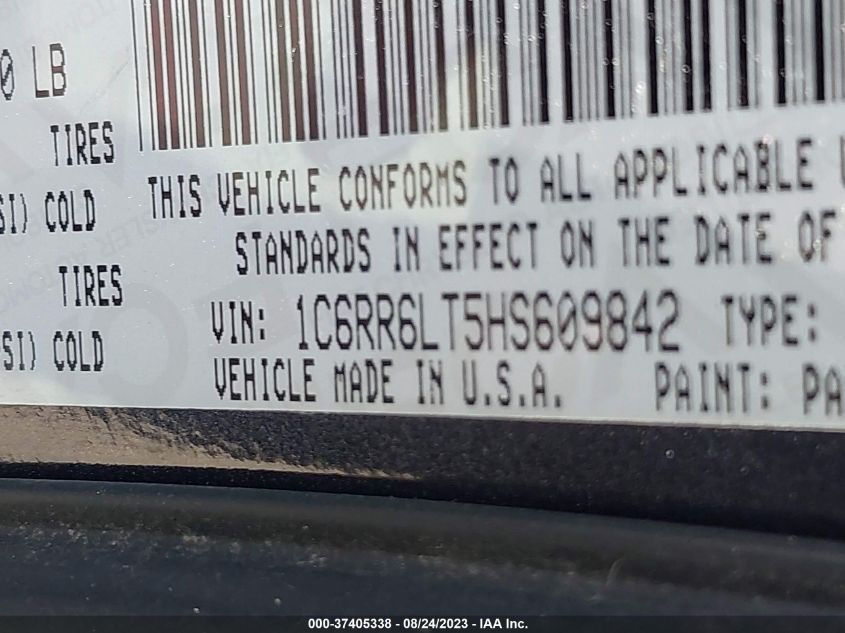 0 LB
TIRES
SI) COLD
TIRES
SI) COLD
THIS VEHICLE CONFORMS TO ALL APPLICABLE
STANDARDS IN EFFECT ON THE DATE OF
VIN: 1C6RR6LT5HS609842 TYPE:
VEHICLE MADE IN U.S.A. PAINT: PA
000-37405338 - 08/24/2023 - IAA Inc.